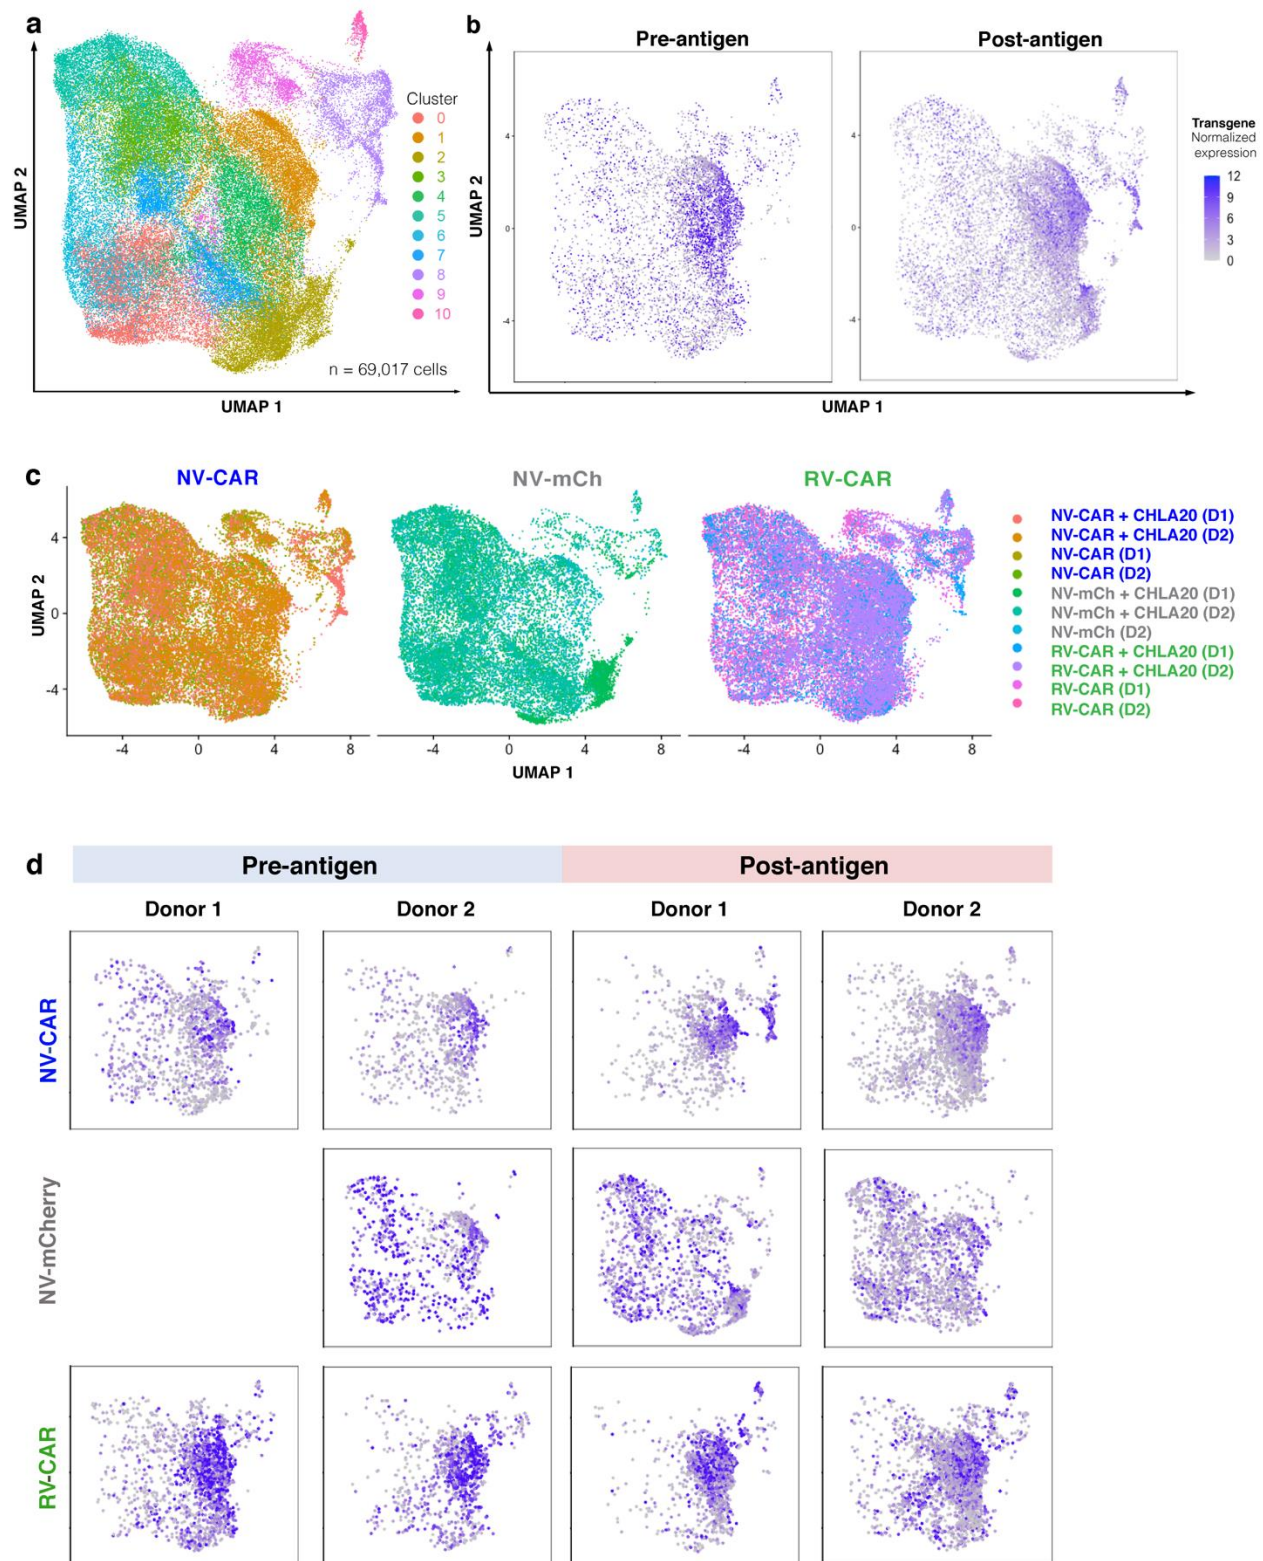 a
UMAP 2
Cluster
0
1
2
3
4
5
6
7
8
9
10
n = 69,017 cells
UMAP 1
b
Pre-antigen
Post-antigen
UMAP 2
4
0
-4
4
0
-4
Transgene
Normalized
expression
12
9
6
3
0
UMAP 1
c
NV-CAR
NV-mCh
RV-CAR
UMAP 2
4
0
-4
-4
0
4
8
-4
0
4
8
-4
0
4
8
UMAP 1
NV-CAR + CHLA20 (D1)
NV-CAR + CHLA20 (D2)
NV-CAR (D1)
NV-CAR (D2)
NV-mCh + CHLA20 (D1)
NV-mCh + CHLA20 (D2)
NV-mCh (D2)
RV-CAR + CHLA20 (D1)
RV-CAR + CHLA20 (D2)
RV-CAR (D1)
RV-CAR (D2)
d
Pre-antigen
Post-antigen
Donor 1
Donor 2
Donor 1
Donor 2
NV-CAR
NV-mCherry
RV-CAR